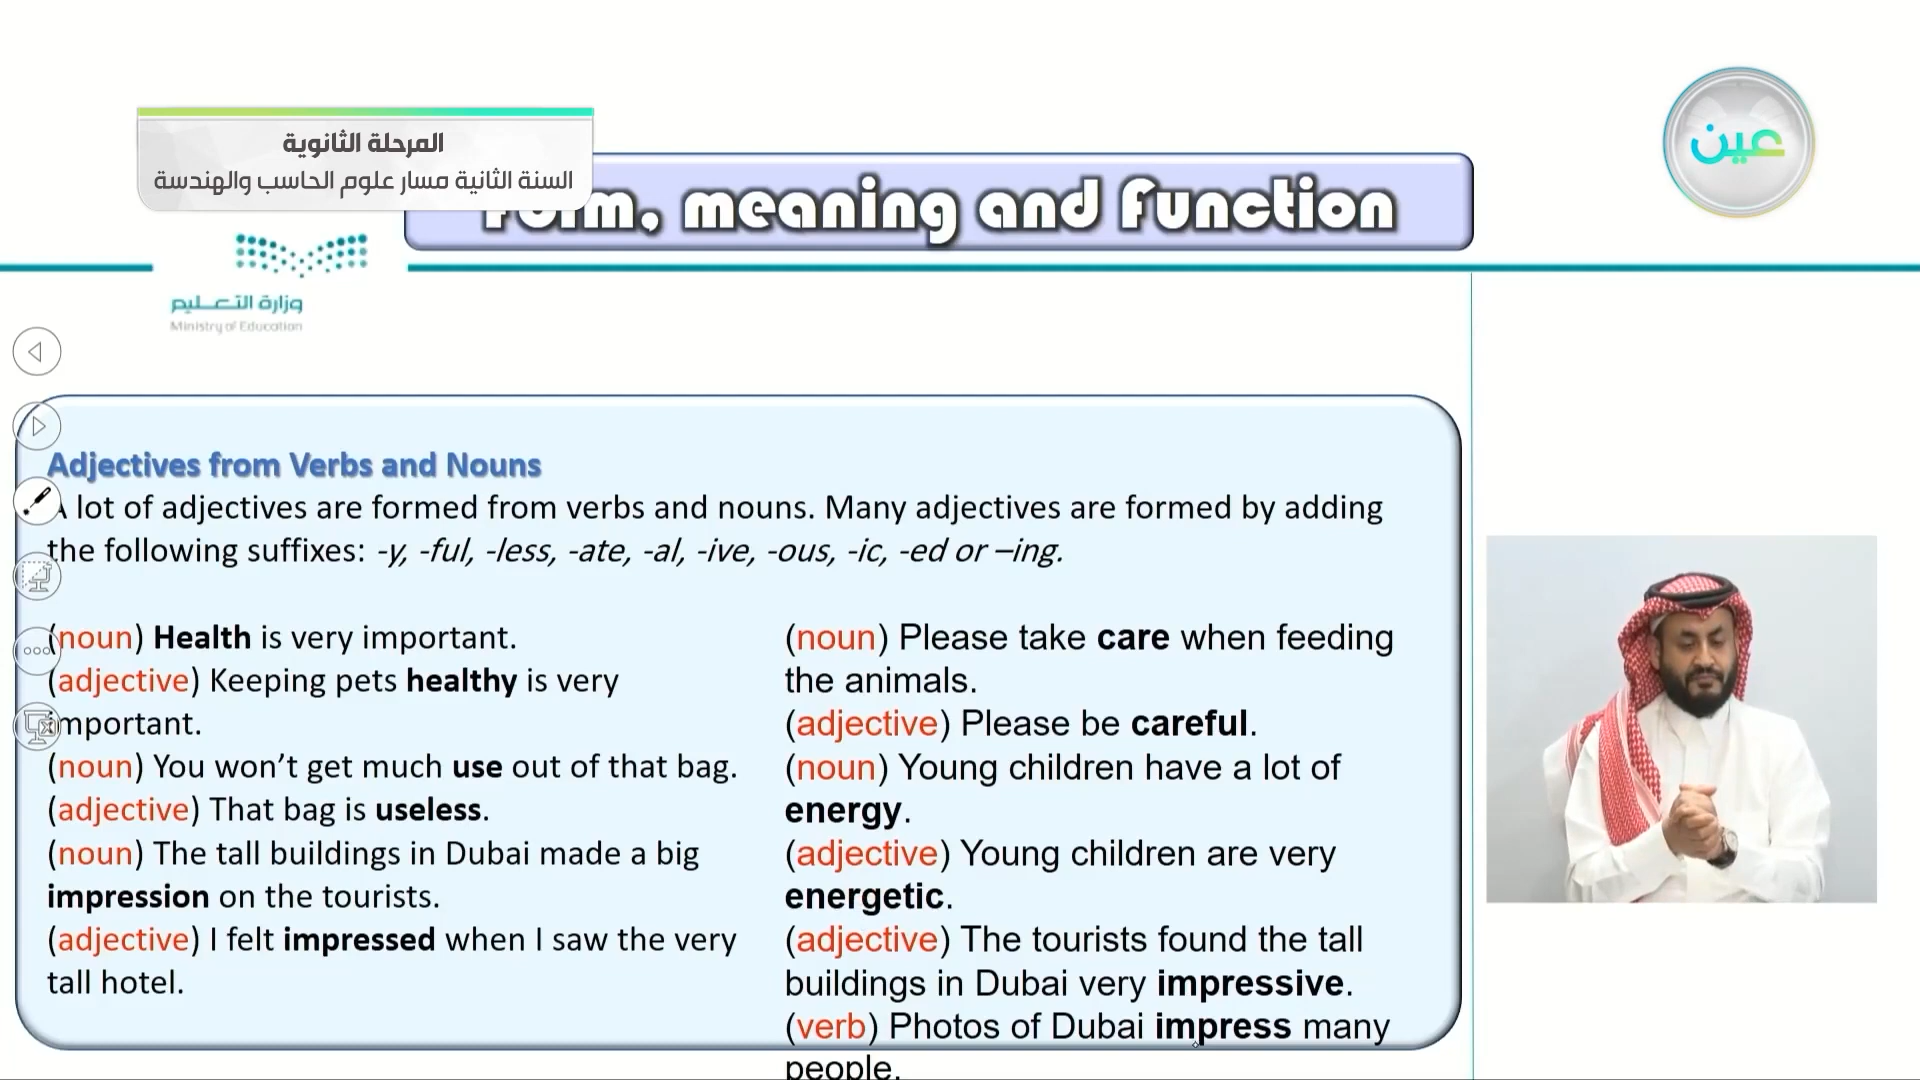 المرحلة الثانوية
السنة الثانية مسار علوم الحاسب والهندسة
عين
Form, meaning and Function
وزارة التعليم
Ministry of Education
Adjectives from Verbs and Nouns
A lot of adjectives are formed from verbs and nouns. Many adjectives are formed by adding
the following suffixes: -y, -ful, -less, -ate, -al, -ive, -ous, -ic, -ed or –ing.
(noun) Health is very important.
(adjective) Keeping pets healthy is very
important.
(noun) You won’t get much use out of that bag.
(adjective) That bag is useless.
(noun) The tall buildings in Dubai made a big
impression on the tourists.
(adjective) I felt impressed when I saw the very
tall hotel.
(noun) Please take care when feeding
the animals.
(adjective) Please be careful.
(noun) Young children have a lot of
energy.
(adjective) Young children are very
energetic.
(adjective) The tourists found the tall
buildings in Dubai very impressive.
(verb) Photos of Dubai impress many
people.